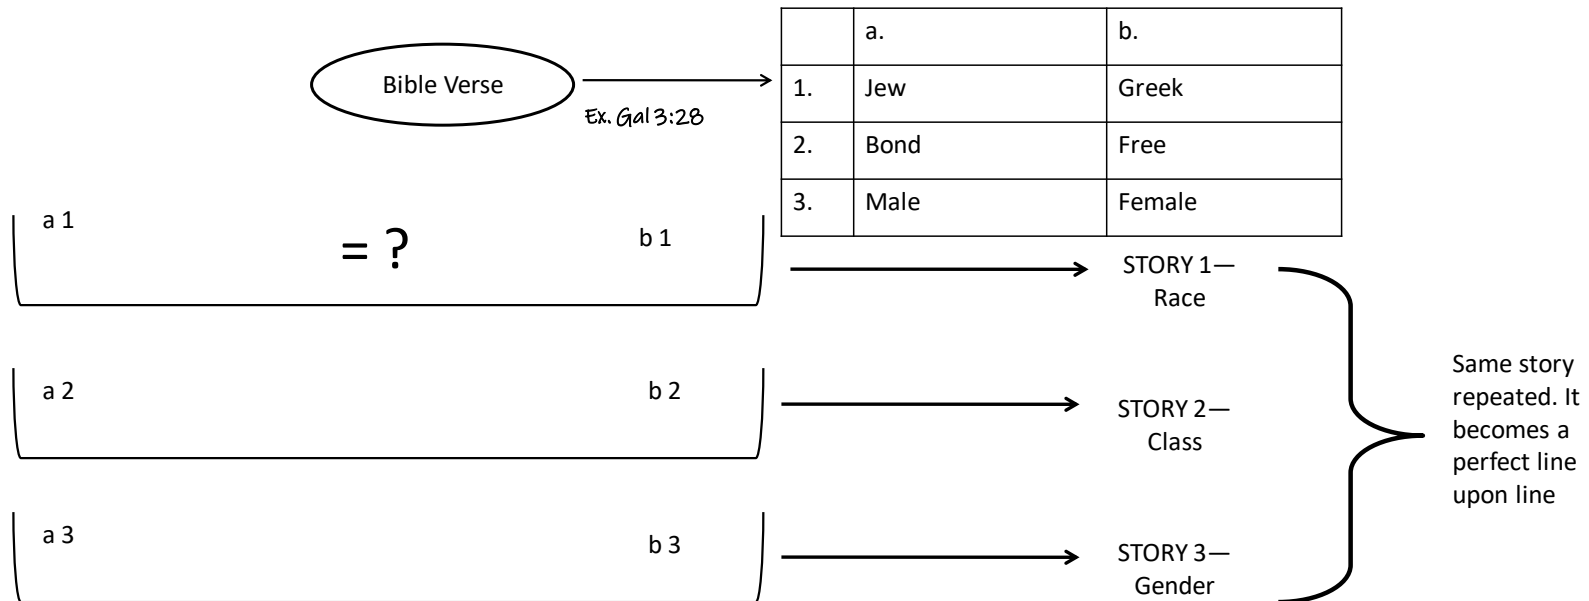 a. b.
Bible Verse
Ex. Gal 3:28
1. Jew Greek
2. Bond Free
3. Male Female
a 1
= ?
b 1
STORY 1—
Race
a 2
b 2
STORY 2—
Class
a 3
b 3
STORY 3—
Gender
Same story
repeated. It
becomes a
perfect line
upon line